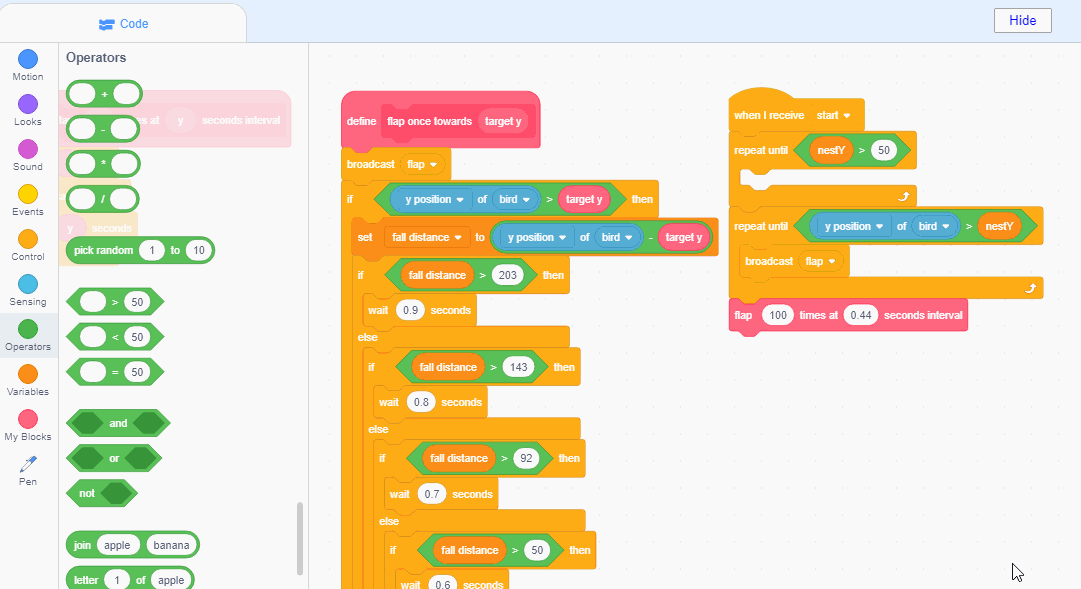 Code
Hide
Motion
Looks
Sound
Events
Control
Sensing
Operators
Variables
My Blocks
Pen
Operators
+
-
*
/
es at y seconds interval
y seconds
pick random 1 to 10
> 50
< 50
= 50
and
or
not
join apple banana
letter 1 of apple
define flap once towards target y
broadcast flap
if y position of bird > target y then
set fall distance to y position of bird - target y
if fall distance > 203 then
wait 0.9 seconds
else
if fall distance > 143 then
wait 0.8 seconds
else
if fall distance > 92 then
wait 0.7 seconds
else
if fall distance > 50 then
wait 0.6 seconds
when I receive start
repeat until nestY > 50
repeat until y position of bird > nestY
broadcast flap
flap 100 times at 0.44 seconds interval